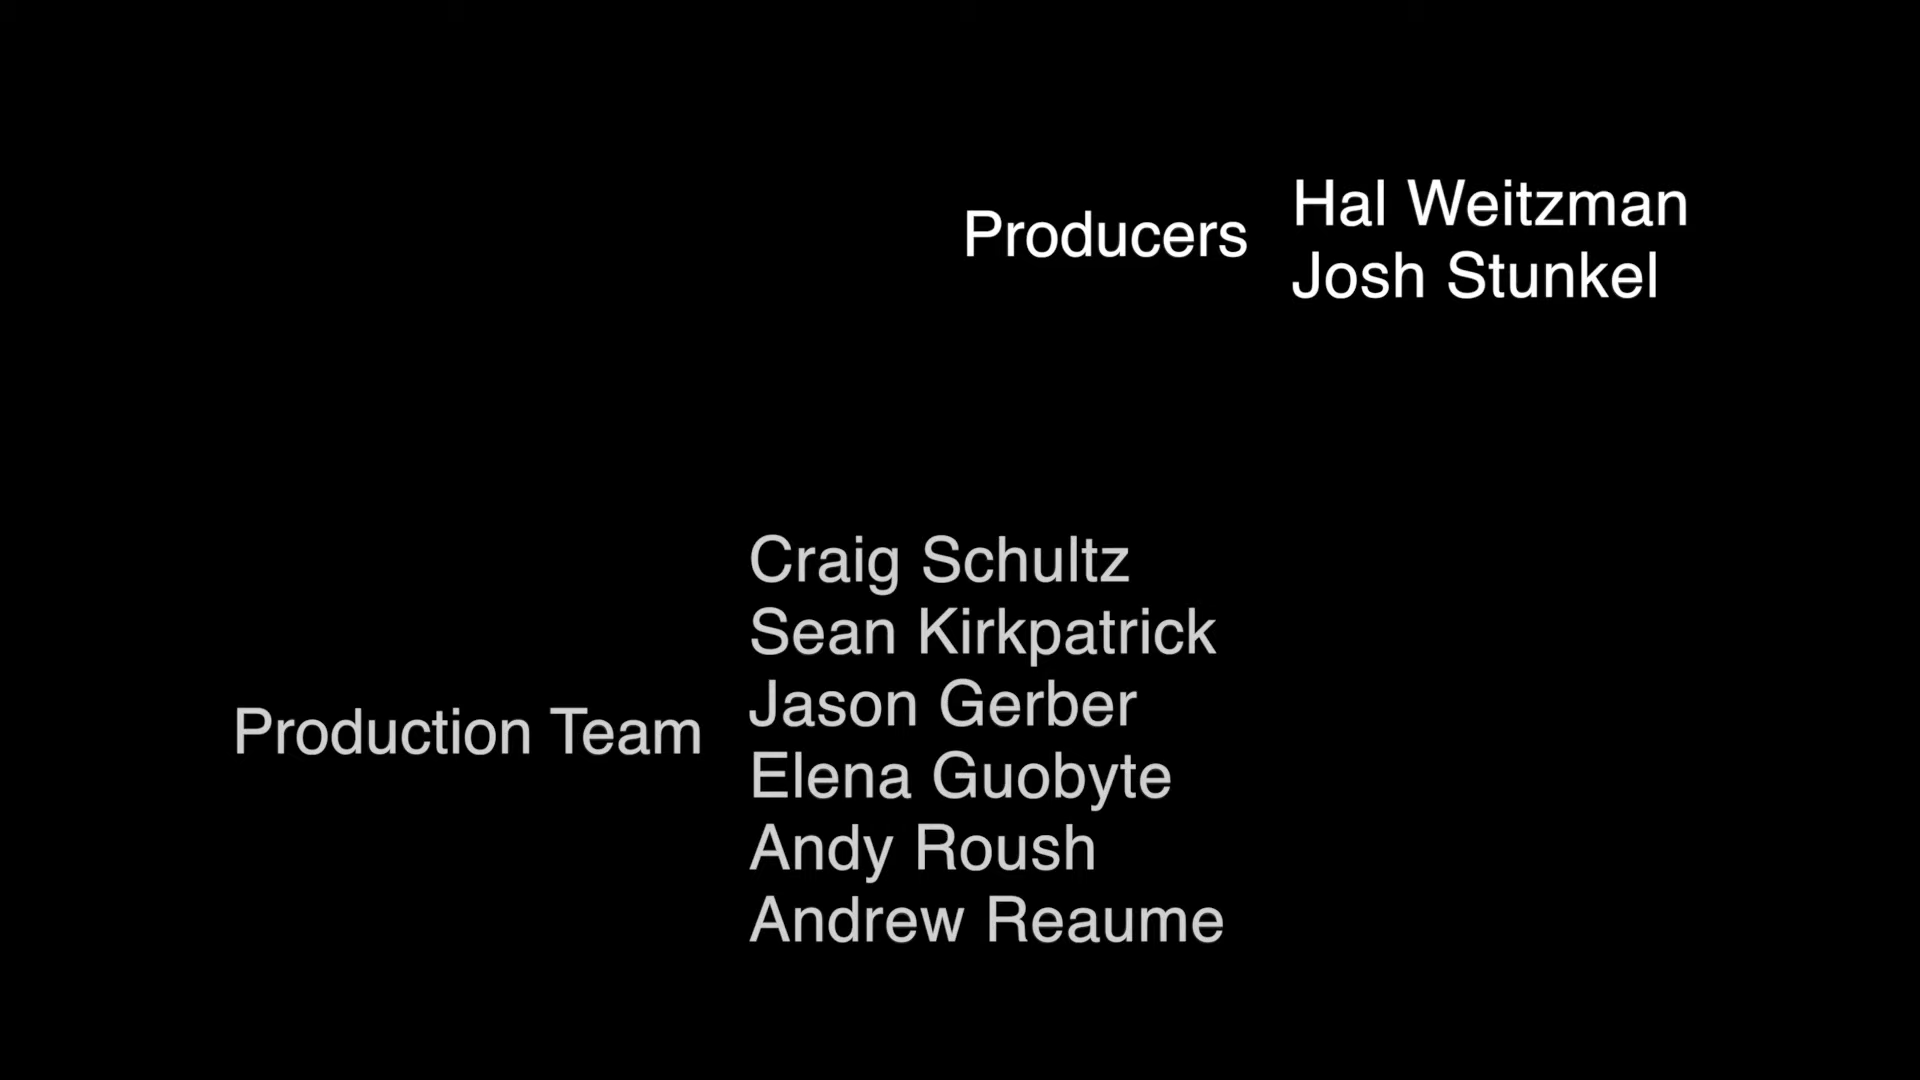 Producers
Hal Weitzman
Josh Stunkel
Production Team
Craig Schultz
Sean Kirkpatrick
Jason Gerber
Elena Guobyte
Andy Roush
Andrew Reaume